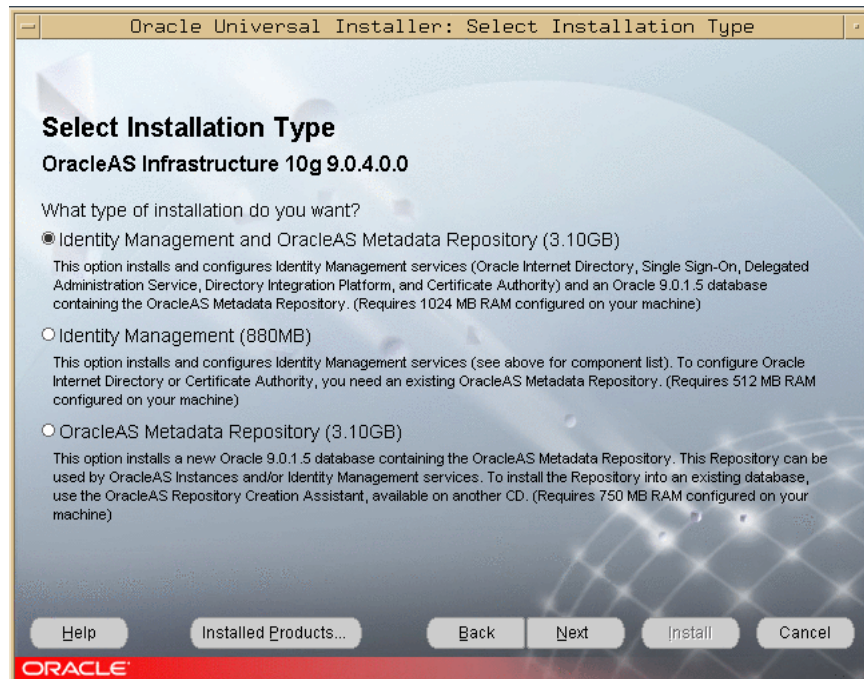 Oracle Universal Installer: Select Installation Type
Select Installation Type
OracleAS Infrastructure 10g 9.0.4.0.0
What type of installation do you want?
Identity Management and OracleAS Metadata Repository (3.10GB)
This option installs and configures Identity Management services (Oracle Internet Directory, Single Sign-On, Delegated
Administration Service, Directory Integration Platform, and Certificate Authority) and an Oracle 9.0.1.5 database
containing the OracleAS Metadata Repository. (Requires 1024 MB RAM configured on your machine)
Identity Management (880MB)
This option installs and configures Identity Management services (see above for component list). To configure Oracle
Internet Directory or Certificate Authority, you need an existing OracleAS Metadata Repository. (Requires 512 MB RAM
configured on your machine)
OracleAS Metadata Repository (3.10GB)
This option installs a new Oracle 9.0.1.5 database containing the OracleAS Metadata Repository. This Repository can be
used by OracleAS Instances and/or Identity Management services. To install the Repository into an existing database,
use the OracleAS Repository Creation Assistant, available on another CD. (Requires 750 MB RAM configured on your
machine)
Help Installed Products... Back Next Install Cancel
ORACLE